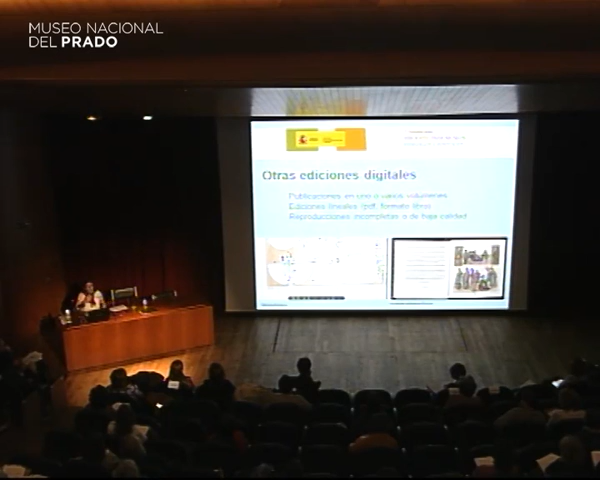 MUSEO NACIONAL
DEL PRADO
Otras ediciones digitales
Publicaciones en uno o varios volúmenes
Ediciones lineales (pdf, formato libro)
Reproducciones incompletas o de baja calidad